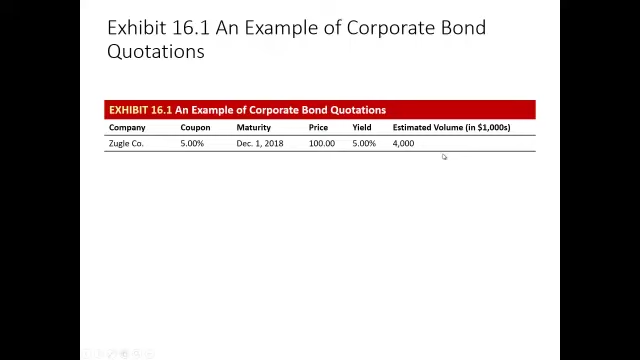 Exhibit 16.1 An Example of Corporate Bond
Quotations
EXHIBIT 16.1 An Example of Corporate Bond Quotations
Company Coupon Maturity Price Yield Estimated Volume (in $1,000s)
Zugle Co. 5.00% Dec. 1, 2018 100.00 5.00% 4,000